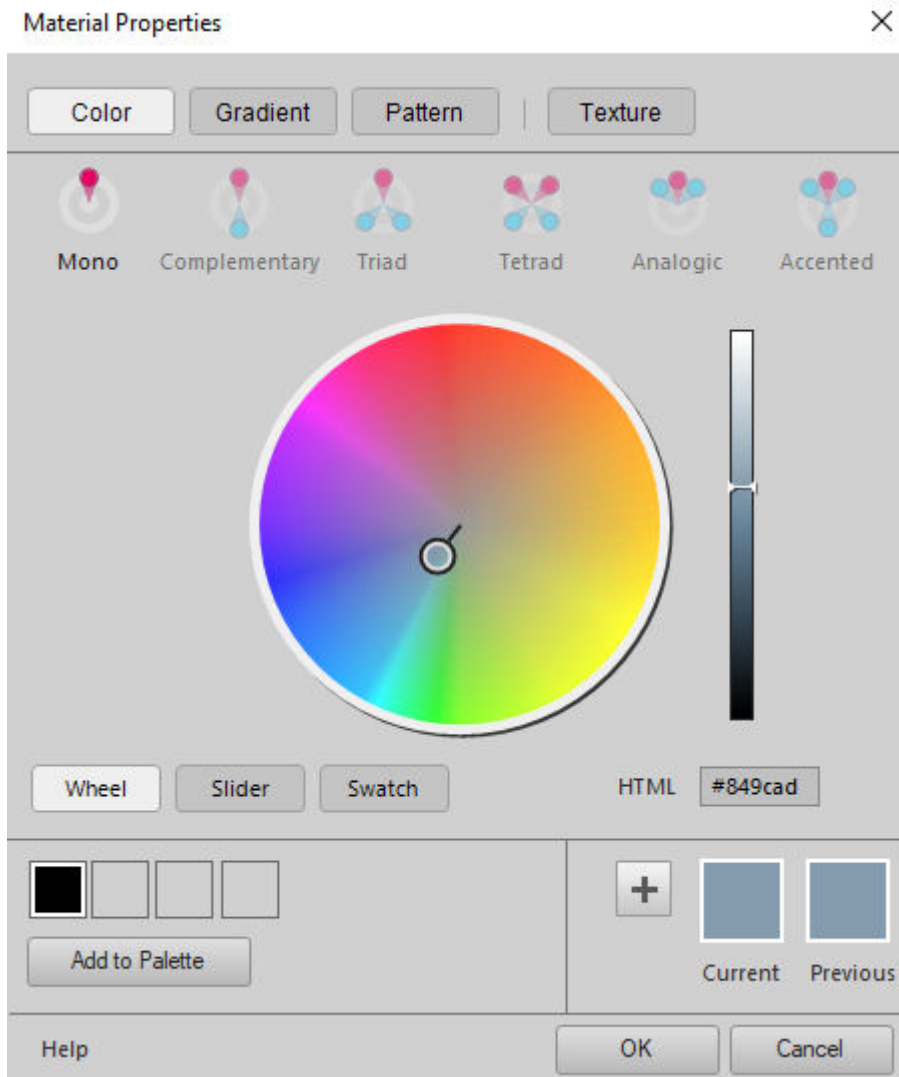 Material Properties
Color Gradient Pattern Texture
Mono Complementary Triad Tetrad Analogic Accented
Wheel Slider Swatch HTML #849cad
Add to Palette
Current Previous
Help OK Cancel